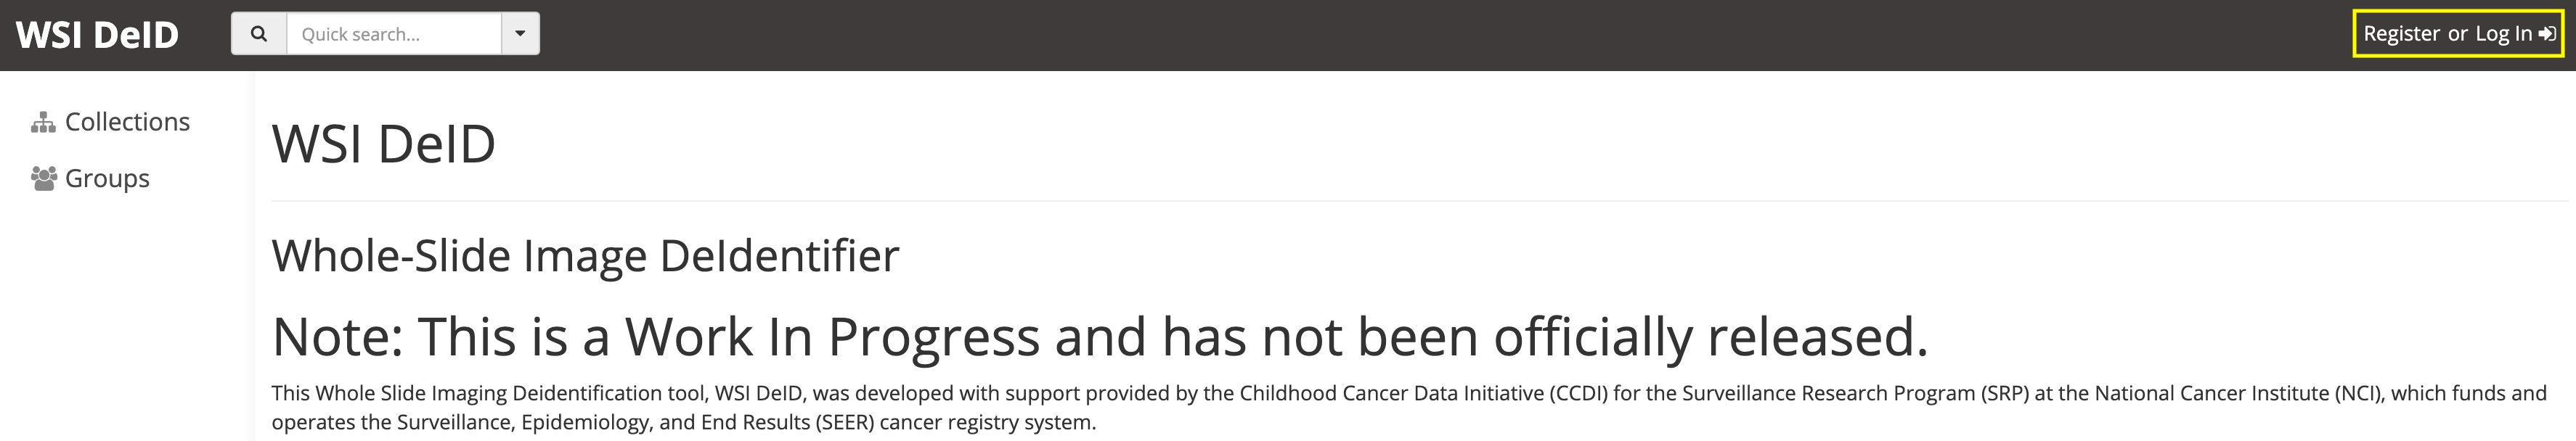 WSI DeID
Quick search...
Register or Log In
Collections
Groups
WSI DeID
Whole-Slide Image DeIdentifier
Note: This is a Work In Progress and has not been officially released.
This Whole Slide Imaging Deidentification tool, WSI DeID, was developed with support provided by the Childhood Cancer Data Initiative (CCDI) for the Surveillance Research Program (SRP) at the National Cancer Institute (NCI), which funds and
operates the Surveillance, Epidemiology, and End Results (SEER) cancer registry system.